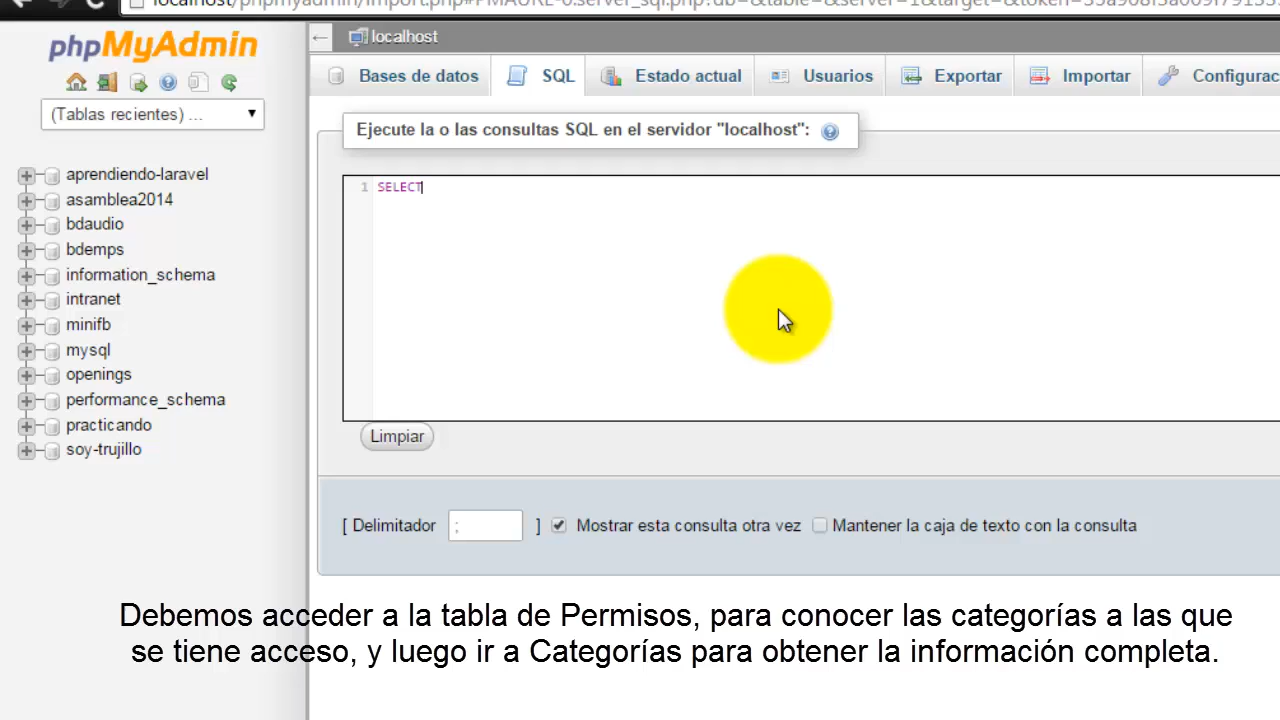 phpMyAdmin
(Tablas recientes) ...
aprendiendo-laravel
asamblea2014
bdaudio
bdemps
information_schema
intranet
minifb
mysql
openings
performance_schema
practicando
soy-trujillo
localhost
Bases de datos
SQL
Estado actual
Usuarios
Exportar
Importar
Configurac
Ejecute la o las consultas SQL en el servidor "localhost":
1 SELECT
Limpiar
[ Delimitador ; ] Mostrar esta consulta otra vez Mantener la caja de texto con la consulta
Debemos acceder a la tabla de Permisos, para conocer las categorías a las que
se tiene acceso, y luego ir a Categorías para obtener la información completa.